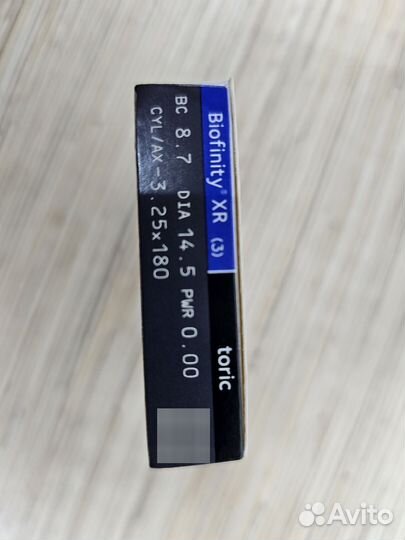 Biofinity® XR (3) toric
BC 8.7 DIA 14.5 PWR 0.00
CYL/AX -3.25x180
Avito